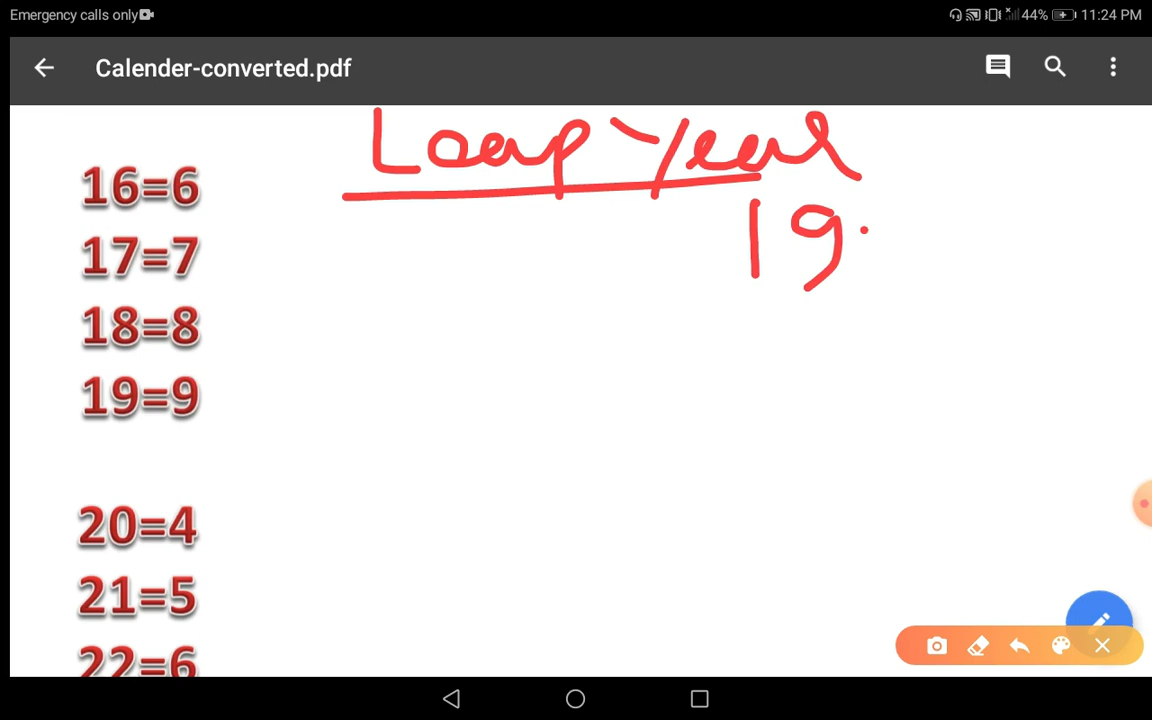 Emergency calls only 44% 11:24 PM
Calender-converted.pdf
Leap Year
19.
16=6
17=7
18=8
19=9
20=4
21=5
22=6